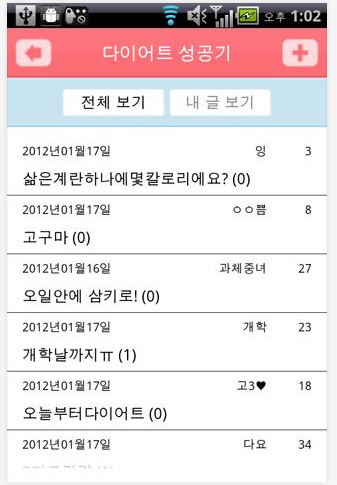 오후 1:02
다이어트 성공기
전체 보기 내 글 보기
2012년01월17일 잉 3
삶은계란하나에몇칼로리에요? (0)
2012년01월17일 ㅇㅇ쁨 8
고구마 (0)
2012년01월16일 과체중녀 27
오일안에 삼키로! (0)
2012년01월17일 개학 23
개학날까지ㅠ (1)
2012년01월17일 고3♥ 18
오늘부터다이어트 (0)
2012년01월17일 다요 34